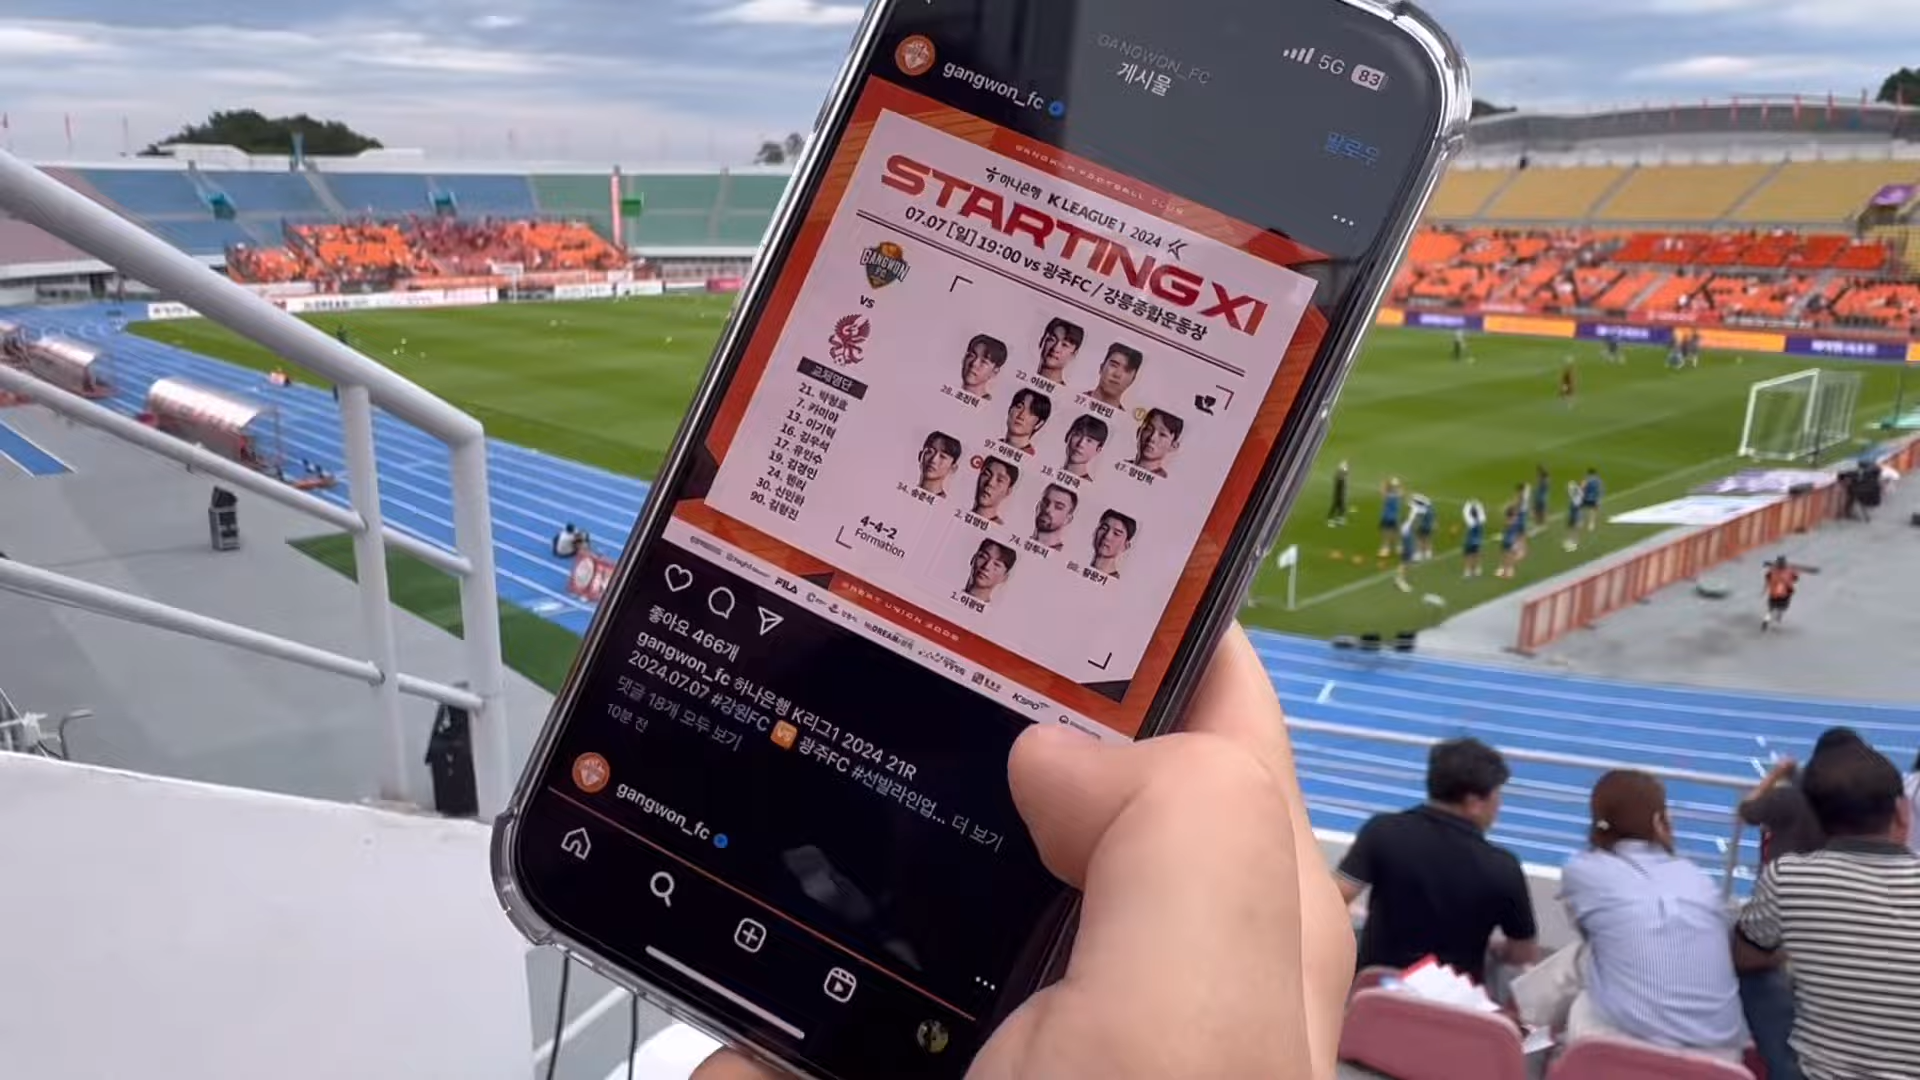 GANGWON_FC
게시물
5G 83
gangwon_fc
팔로우
하나은행 K LEAGUE 1 2024
STARTING XI
07.07 [일] 19:00 vs 광주FC / 강릉종합운동장
GANGWON FC
VS
교체명단
21. 박청효
7. 카미야
13. 이기혁
16. 김우석
17. 유인수
19. 김경민
24. 헨리
30. 신민하
90. 김형진
22. 이상헌
28. 조진혁
37. 정한민
97. 이유현
18. 김강국
47. 양민혁
34. 송준석
2. 김영빈
74. 강투지
88. 황문기
1. 이광연
4-4-2
Formation
FILA
KSPO
좋아요 466개
gangwon_fc 하나은행 K리그1 2024 21R
2024.07.07 #강원FC VS 광주FC #선발라인업... 더 보기
댓글 18개 모두 보기
10분 전
gangwon_fc